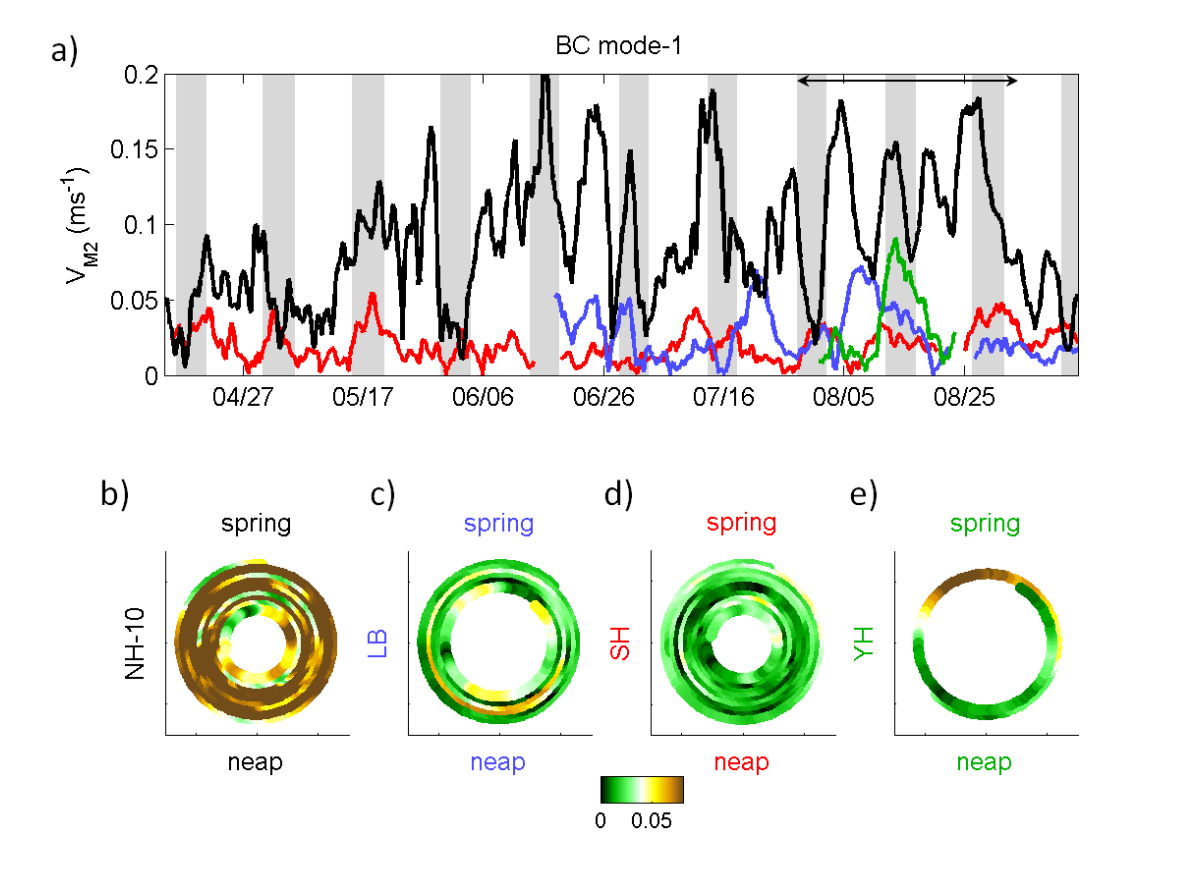 a)
BC mode-1
V_M2 (ms^-1)
0.2
0.15
0.1
0.05
0
04/27 05/17 06/06 06/26 07/16 08/05 08/25
b) c) d) e)
spring spring spring spring
NH-10 LB SH YH
neap neap neap neap
0 0.05